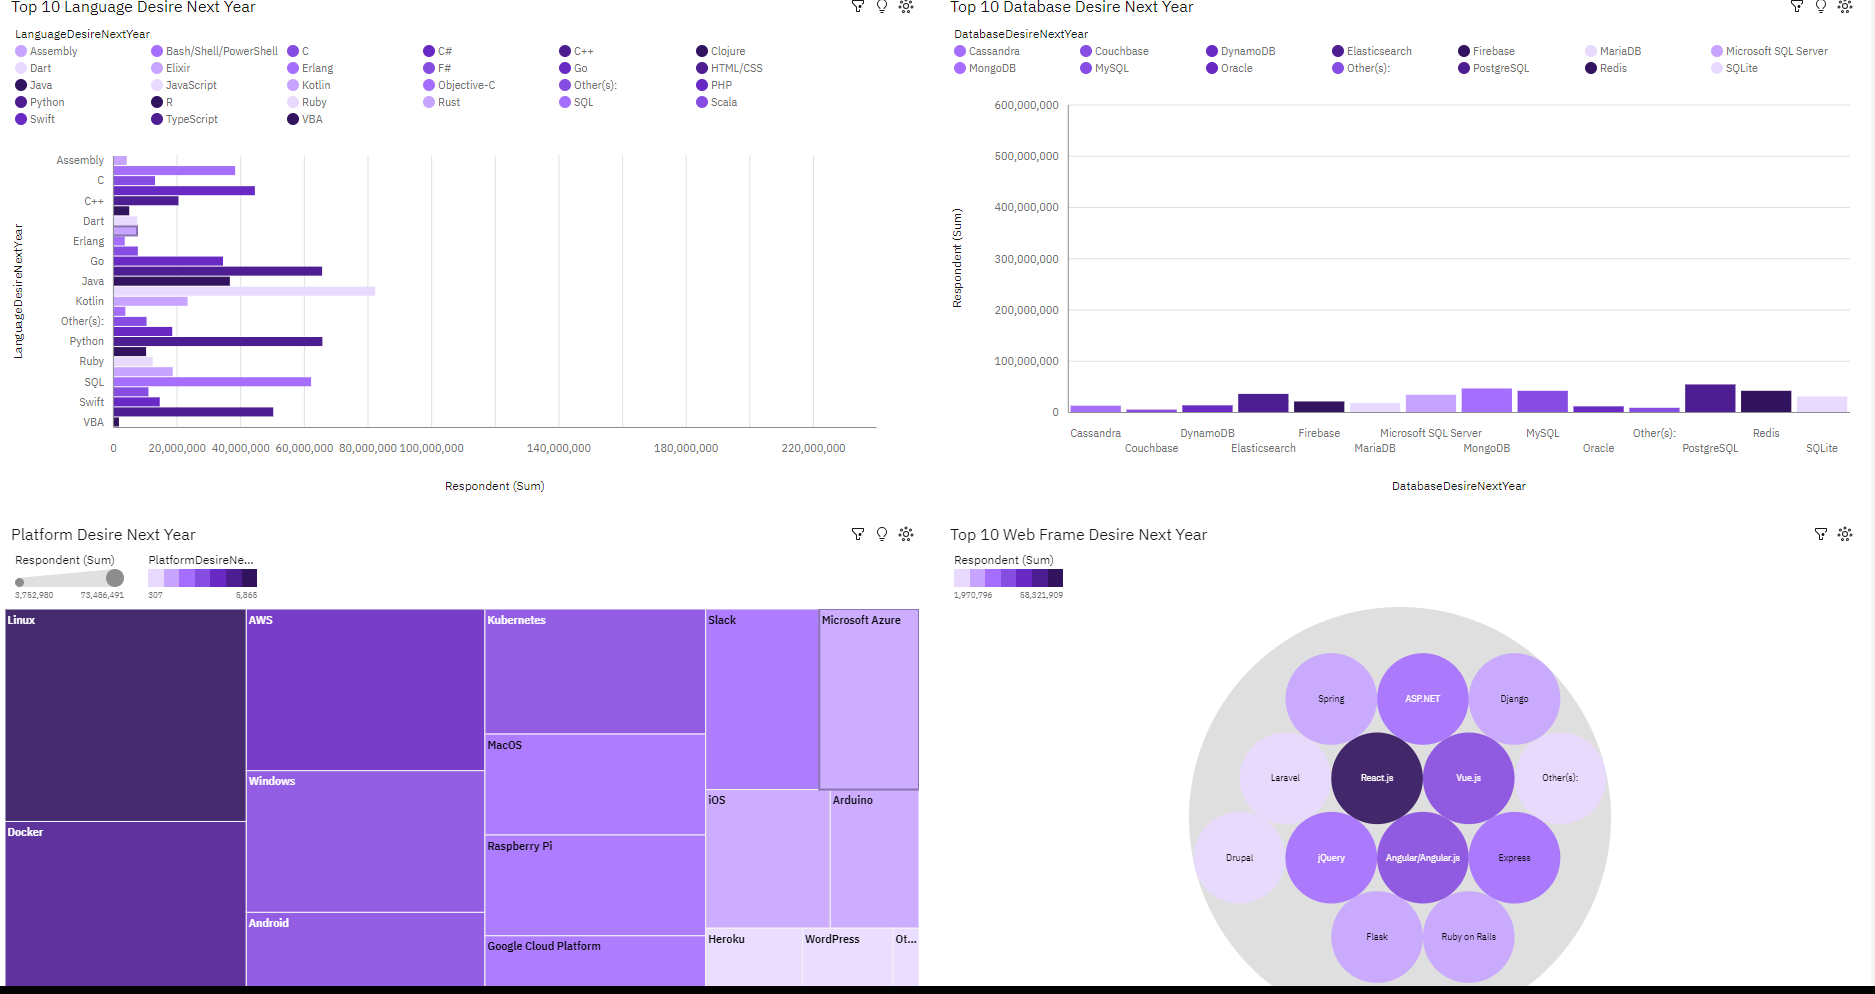 Top 10 Language Desire Next Year
LanguageDesireNextYear
Assembly Bash/Shell/PowerShell C C# C++ Clojure
Dart Elixir Erlang F# Go HTML/CSS
Java JavaScript Kotlin Objective-C Other(s): PHP
Python R Ruby Rust SQL Scala
Swift TypeScript VBA
LanguageDesireNextYear
Assembly
C
C++
Dart
Erlang
Go
Java
Kotlin
Other(s):
Python
Ruby
SQL
Swift
VBA
0 20,000,000 40,000,000 60,000,000 80,000,000 100,000,000 140,000,000 180,000,000 220,000,000
Respondent (Sum)
Top 10 Database Desire Next Year
DatabaseDesireNextYear
Cassandra Couchbase DynamoDB Elasticsearch Firebase MariaDB Microsoft SQL Server
MongoDB MySQL Oracle Other(s): PostgreSQL Redis SQLite
Respondent (Sum)
600,000,000
500,000,000
400,000,000
300,000,000
200,000,000
100,000,000
0
Cassandra DynamoDB Firebase Microsoft SQL Server MySQL Other(s): Redis
Couchbase Elasticsearch MariaDB MongoDB Oracle PostgreSQL SQLite
DatabaseDesireNextYear
Platform Desire Next Year
Respondent (Sum) PlatformDesireNe...
3,752,980 73,486,491 307 5,865
Linux AWS Kubernetes Slack Microsoft Azure
MacOS
Windows
iOS Arduino
Docker
Raspberry Pi
Android
Heroku WordPress Ot...
Google Cloud Platform
Top 10 Web Frame Desire Next Year
Respondent (Sum)
1,970,796 58,321,909
Spring ASP.NET Django
Laravel React.js Vue.js Other(s):
Drupal jQuery Angular/Angular.js Express
Flask Ruby on Rails